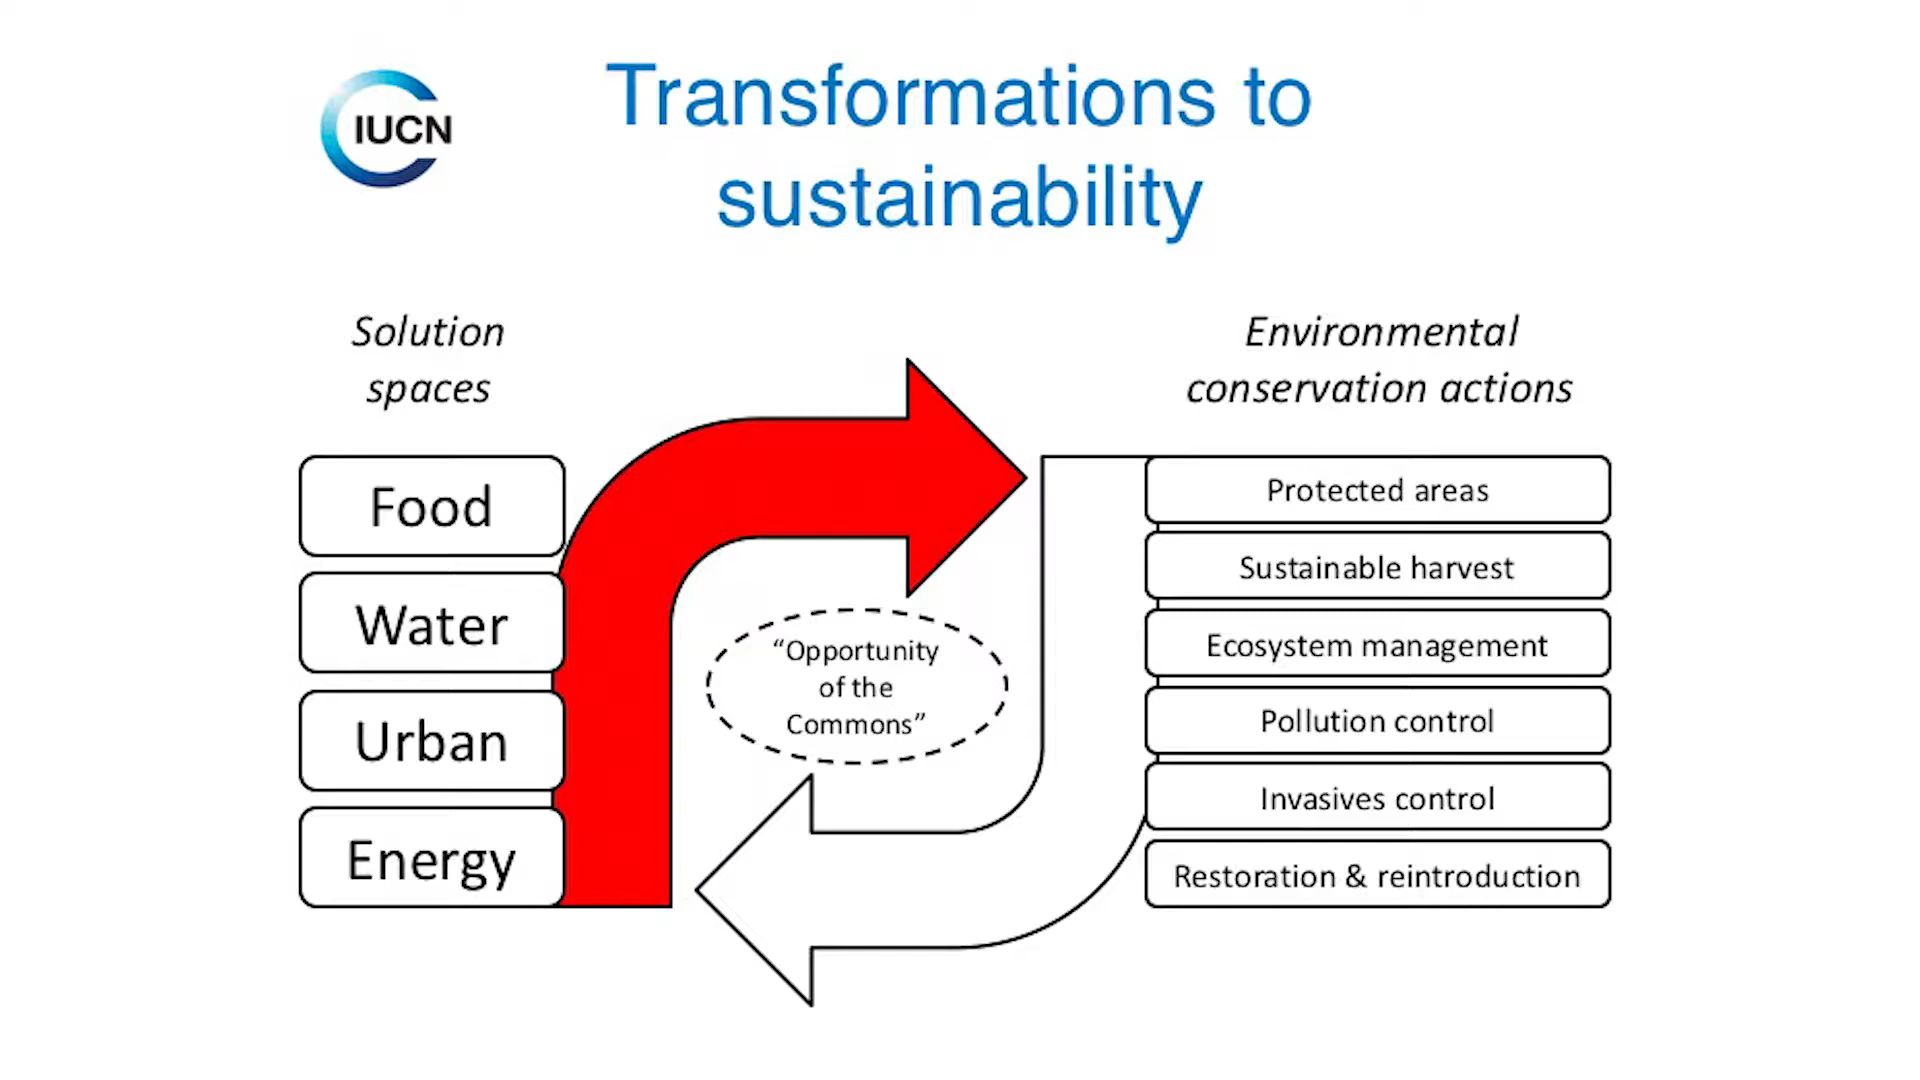 IUCN
Transformations to
sustainability
Solution
spaces
Food
Water
Urban
Energy
“Opportunity
of the
Commons”
Environmental
conservation actions
Protected areas
Sustainable harvest
Ecosystem management
Pollution control
Invasives control
Restoration & reintroduction